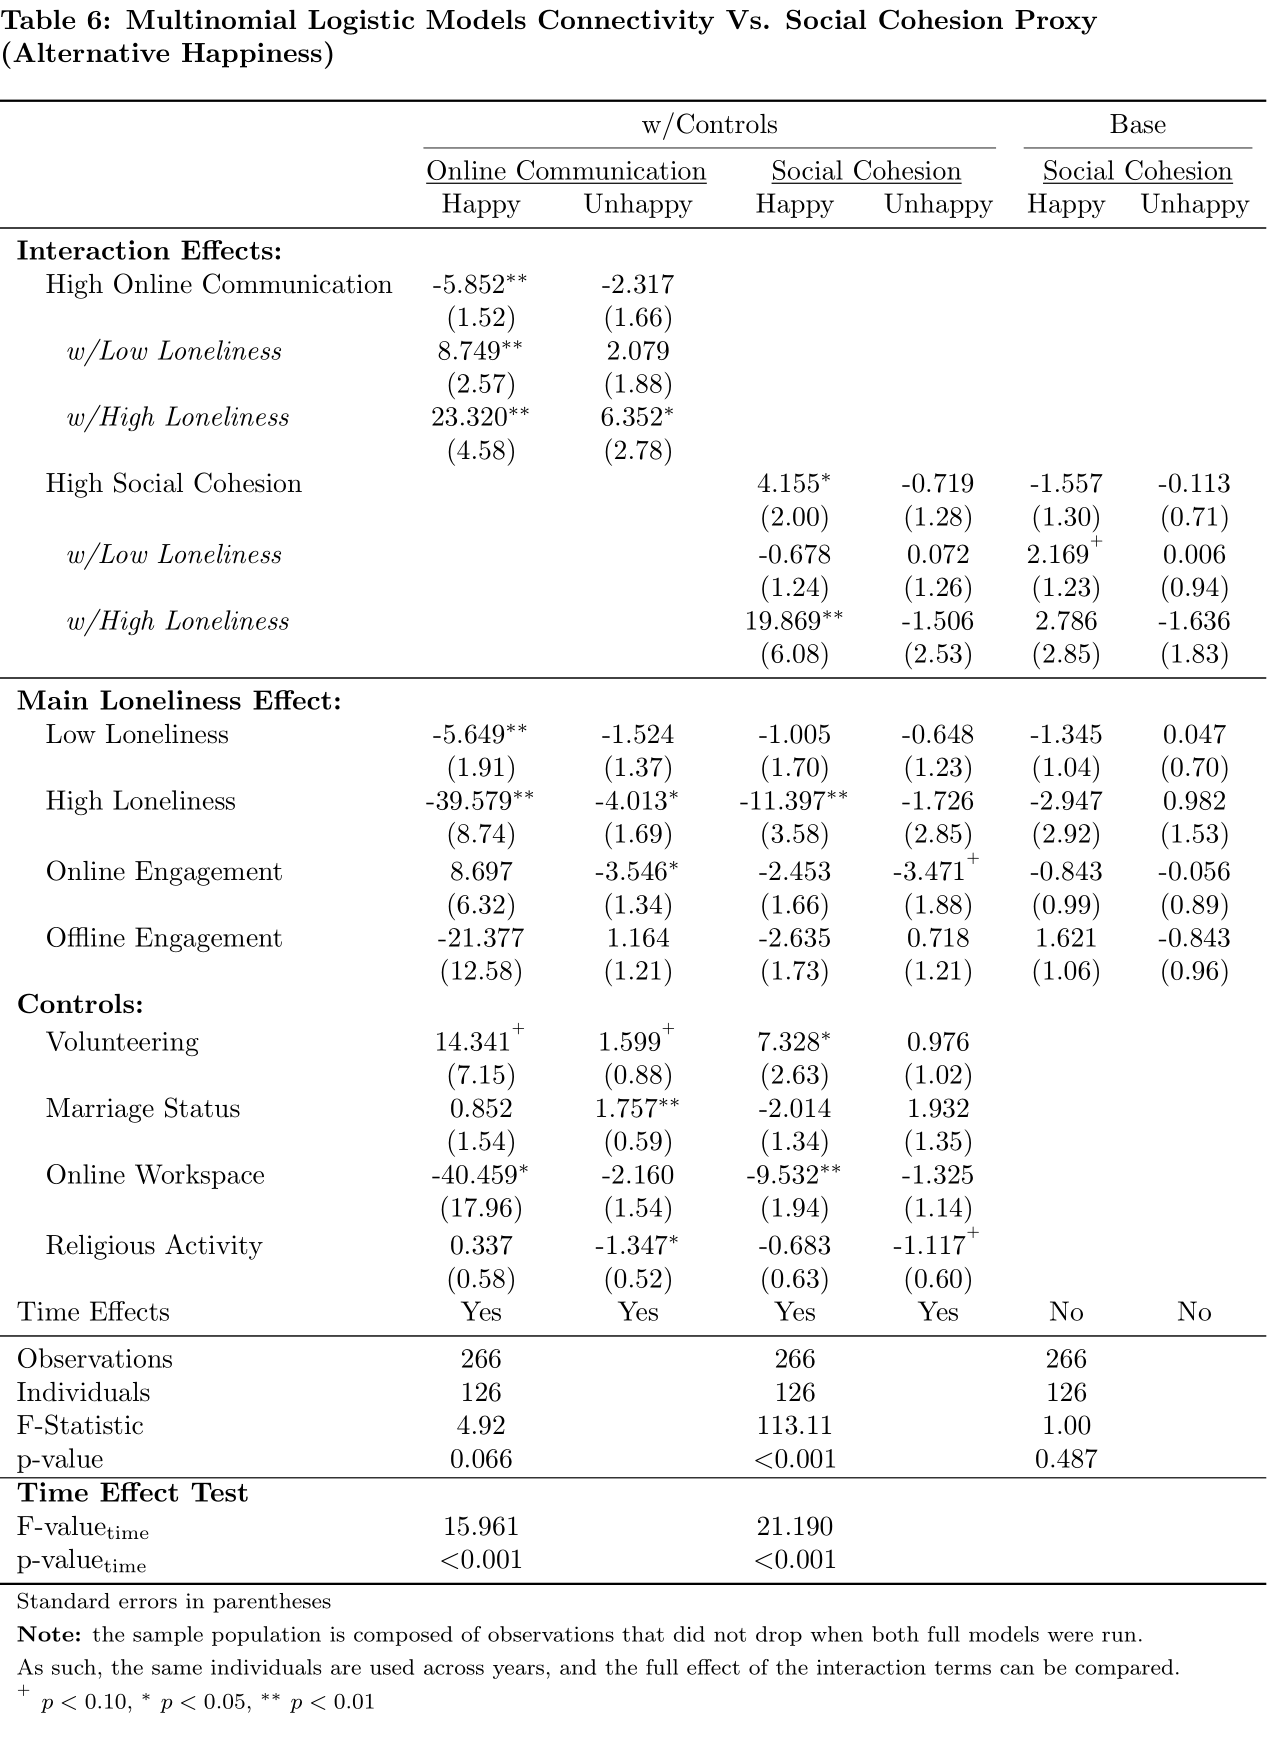 Table 6: Multinomial Logistic Models Connectivity Vs. Social Cohesion Proxy
(Alternative Happiness)
w/Controls Base
Online Communication Social Cohesion Social Cohesion
Happy Unhappy Happy Unhappy Happy Unhappy
Interaction Effects:
High Online Communication -5.852** -2.317
(1.52) (1.66)
w/Low Loneliness 8.749** 2.079
(2.57) (1.88)
w/High Loneliness 23.320** 6.352*
(4.58) (2.78)
High Social Cohesion 4.155* -0.719 -1.557 -0.113
(2.00) (1.28) (1.30) (0.71)
w/Low Loneliness -0.678 0.072 2.169+ 0.006
(1.24) (1.26) (1.23) (0.94)
w/High Loneliness 19.869** -1.506 2.786 -1.636
(6.08) (2.53) (2.85) (1.83)
Main Loneliness Effect:
Low Loneliness -5.649** -1.524 -1.005 -0.648 -1.345 0.047
(1.91) (1.37) (1.70) (1.23) (1.04) (0.70)
High Loneliness -39.579** -4.013* -11.397** -1.726 -2.947 0.982
(8.74) (1.69) (3.58) (2.85) (2.92) (1.53)
Online Engagement 8.697 -3.546* -2.453 -3.471+ -0.843 -0.056
(6.32) (1.34) (1.66) (1.88) (0.99) (0.89)
Offline Engagement -21.377 1.164 -2.635 0.718 1.621 -0.843
(12.58) (1.21) (1.73) (1.21) (1.06) (0.96)
Controls:
Volunteering 14.341+ 1.599+ 7.328* 0.976
(7.15) (0.88) (2.63) (1.02)
Marriage Status 0.852 1.757** -2.014 1.932
(1.54) (0.59) (1.34) (1.35)
Online Workspace -40.459* -2.160 -9.532** -1.325
(17.96) (1.54) (1.94) (1.14)
Religious Activity 0.337 -1.347* -0.683 -1.117+
(0.58) (0.52) (0.63) (0.60)
Time Effects Yes Yes Yes Yes No No
Observations 266 266 266
Individuals 126 126 126
F-Statistic 4.92 113.11 1.00
p-value 0.066 <0.001 0.487
Time Effect Test
F-value_time 15.961 21.190
p-value_time <0.001 <0.001
Standard errors in parentheses
Note: the sample population is composed of observations that did not drop when both full models were run.
As such, the same individuals are used across years, and the full effect of the interaction terms can be compared.
+ p < 0.10, * p < 0.05, ** p < 0.01